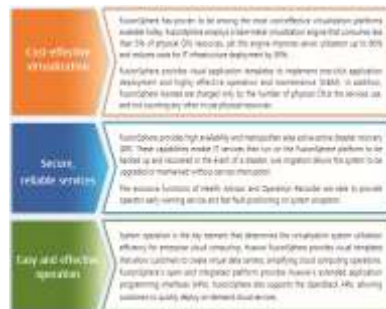 Cost-effective
virtualization
FusionSphere has proven to be among the most cost-effective virtualization platforms
available today. FusionSphere employs a bare-metal virtualization engine that consumes less
than 5% of physical CPU resources, yet the engine improves server utilization up to 80%
and reduces costs for IT infrastructure deployment by 30%.
FusionSphere provides visual application templates to implement one-click application
deployment and highly effective operation and maintenance (O&M). In addition,
FusionSphere licenses are charged only by the number of physical CPUs the services use,
and not counting any other in-use physical resources.
Secure,
reliable services
FusionSphere provides high availability and metropolitan area active-active disaster recovery
(DR). These capabilities enable IT services that run on the FusionSphere platform to be
backed up and recovered in the event of a disaster. Live migration allows the system to be
upgraded or maintained without service interruption.
The exclusive functions of Health Advisor and Operation Recorder are able to provide
operator early warning service and fast fault positioning on system exception.
Easy and effective
operation
System operation is the key element that determines the virtualization system utilization
efficiency for enterprise cloud computing. Huawei FusionSphere provides visual templates
that allow customers to create virtual data centers, simplifying cloud computing operations.
FusionSphere's open and integrated platform provides Huawei's extended application
programming interfaces (APIs). FusionSphere also supports the OpenStack APIs, allowing
customers to quickly deploy on-demand cloud services.